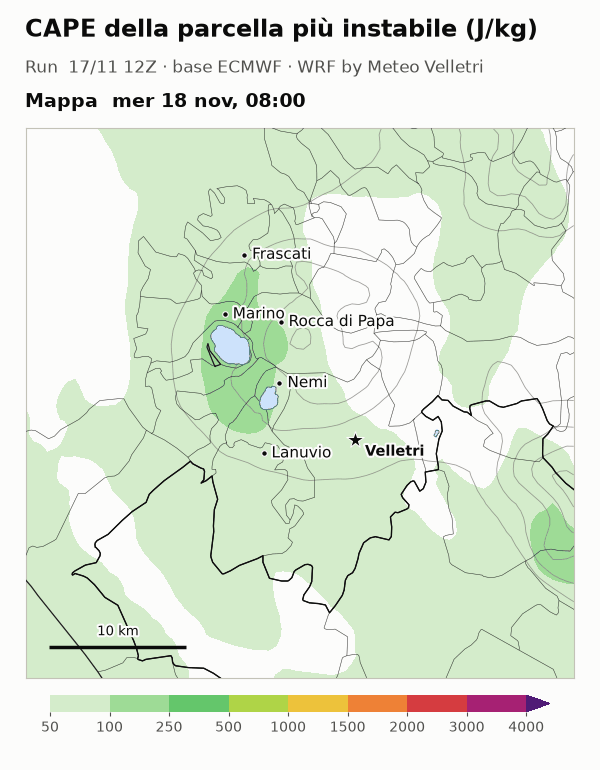 CAPE della parcella più instabile (J/kg)
Run  17/11 12Z · base ECMWF · WRF by Meteo Velletri
Mappa  mer 18 nov, 08:00
Frascati
Marino
Rocca di Papa
Nemi
Velletri
Lanuvio
10 km
50 100 250 500 1000 1500 2000 3000 4000